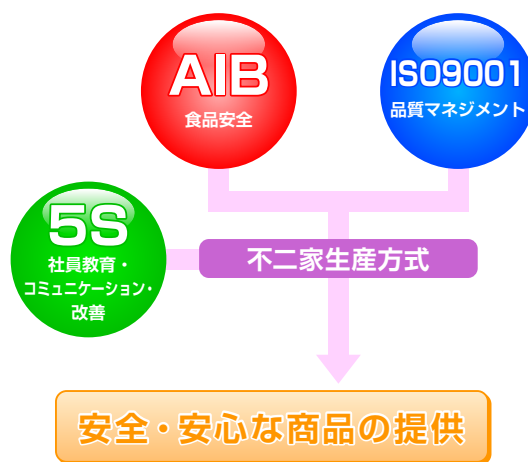 AIB
食品安全
ISO9001
品質マネジメント
5S
社員教育・
コミュニケーション・
改善
不二家生産方式
安全・安心な商品の提供